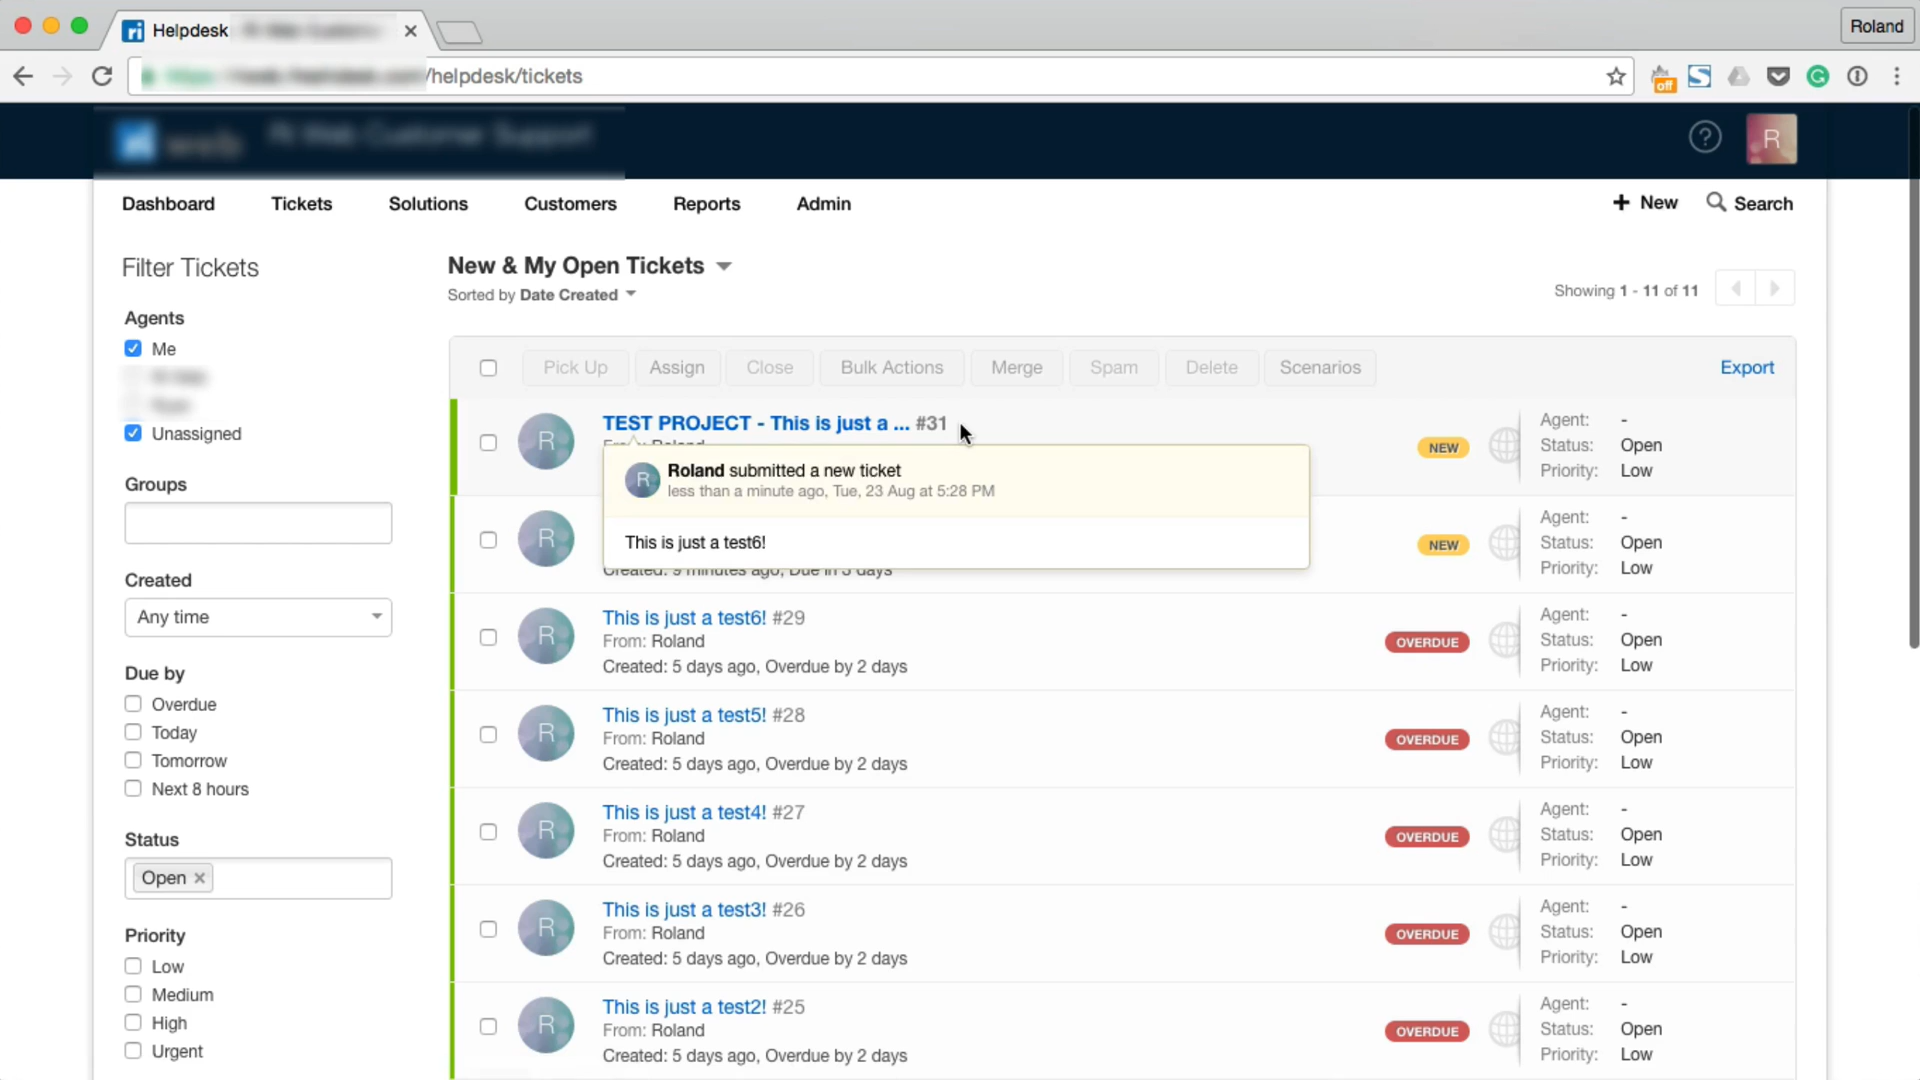 Helpdesk
Roland
/helpdesk/tickets
R
Dashboard Tickets Solutions Customers Reports Admin
+ New Search
Filter Tickets
Agents
Me
Unassigned
Groups
Created
Any time
Due by
Overdue
Today
Tomorrow
Next 8 hours
Status
Open ×
Priority
Low
Medium
High
Urgent
New & My Open Tickets
Sorted by Date Created
Showing 1 - 11 of 11
Pick Up Assign Close Bulk Actions Merge Spam Delete Scenarios Export
R
TEST PROJECT - This is just a ... #31
From: Roland
NEW
Agent: -
Status: Open
Priority: Low
R
Roland submitted a new ticket
less than a minute ago, Tue, 23 Aug at 5:28 PM
This is just a test6!
R
Created: 9 minutes ago, Due in 3 days
NEW
Agent: -
Status: Open
Priority: Low
R
This is just a test6! #29
From: Roland
Created: 5 days ago, Overdue by 2 days
OVERDUE
Agent: -
Status: Open
Priority: Low
R
This is just a test5! #28
From: Roland
Created: 5 days ago, Overdue by 2 days
OVERDUE
Agent: -
Status: Open
Priority: Low
R
This is just a test4! #27
From: Roland
Created: 5 days ago, Overdue by 2 days
OVERDUE
Agent: -
Status: Open
Priority: Low
R
This is just a test3! #26
From: Roland
Created: 5 days ago, Overdue by 2 days
OVERDUE
Agent: -
Status: Open
Priority: Low
R
This is just a test2! #25
From: Roland
Created: 5 days ago, Overdue by 2 days
OVERDUE
Agent: -
Status: Open
Priority: Low